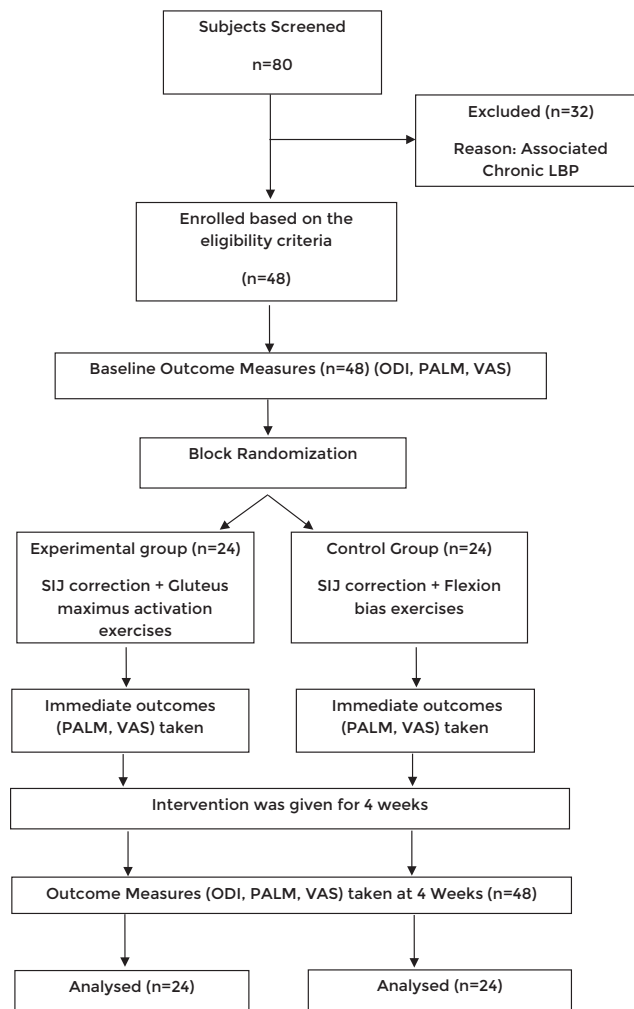 Subjects Screened
n=80
Excluded (n=32)
Reason: Associated
Chronic LBP
Enrolled based on the
eligibility criteria
(n=48)
Baseline Outcome Measures (n=48) (ODI, PALM, VAS)
Block Randomization
Experimental group (n=24)
SIJ correction + Gluteus
maximus activation
exercises
Control Group (n=24)
SIJ correction + Flexion
bias exercises
Immediate outcomes
(PALM, VAS) taken
Immediate outcomes
(PALM, VAS) taken
Intervention was given for 4 weeks
Outcome Measures (ODI, PALM, VAS) taken at 4 Weeks (n=48)
Analysed (n=24)
Analysed (n=24)